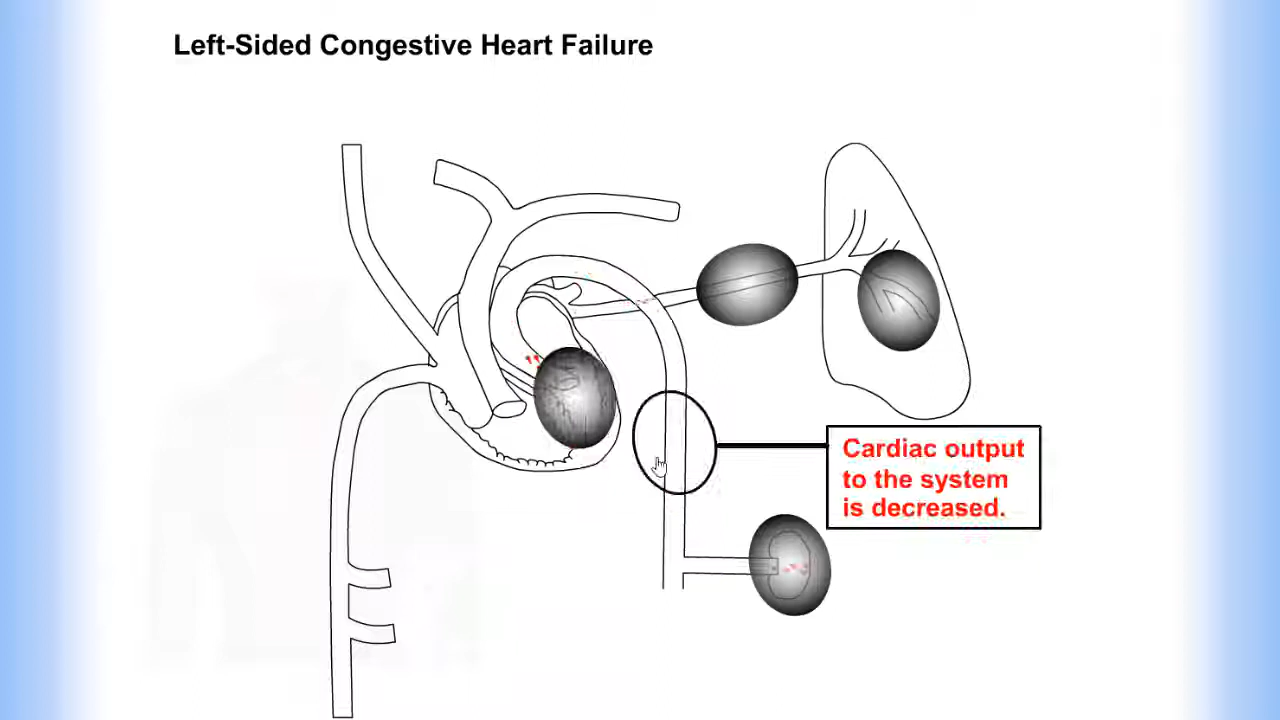 Left-Sided Congestive Heart Failure
Cardiac output
to the system
is decreased.